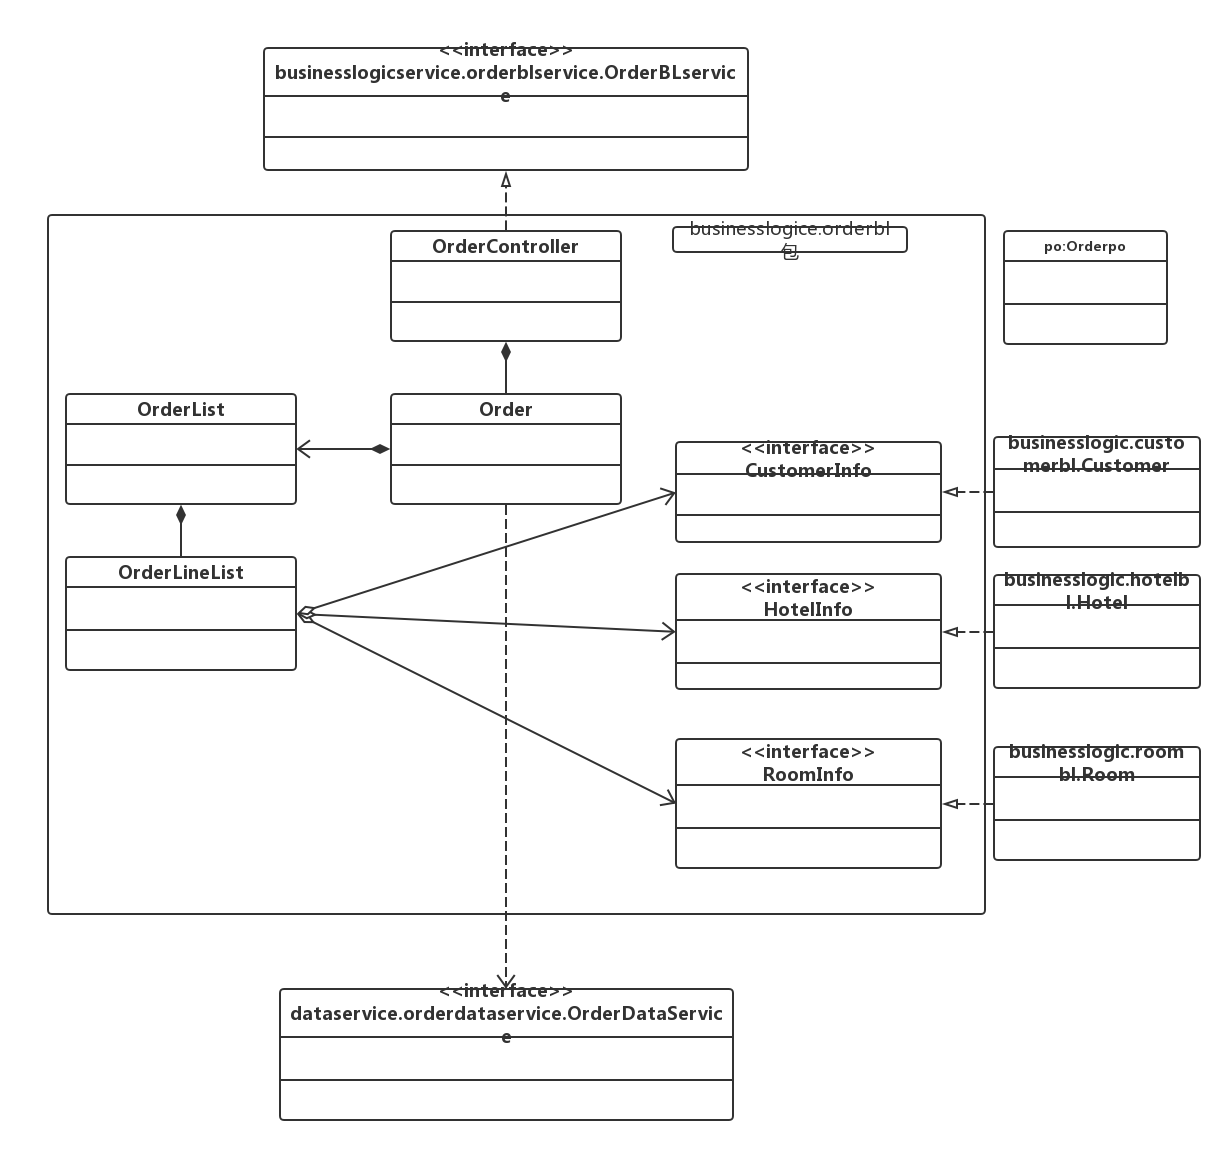 <<interface>>
businesslogicservice.orderblservice.OrderBLservic
e
businesslogice.orderbl
包
OrderController
po:Orderpo
OrderList
Order
<<interface>>
CustomerInfo
businesslogic.custo
merbl.Customer
OrderLineList
<<interface>>
HotelInfo
businesslogic.hotelb
l.Hotel
<<interface>>
RoomInfo
businesslogic.room
bl.Room
<<interface>>
dataservice.orderdataservice.OrderDataServic
e